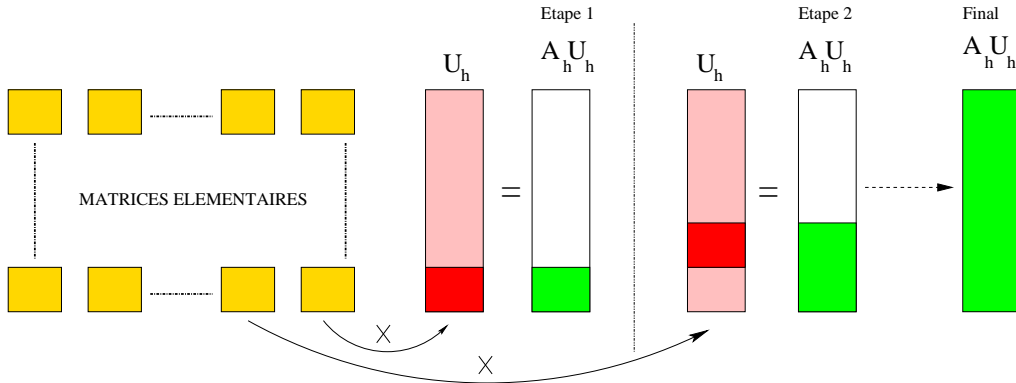 Etape 1
Etape 2
Final
U_h
A_hU_h
U_h
A_hU_h
A_hU_h
=
=
MATRICES ELEMENTAIRES
X
X